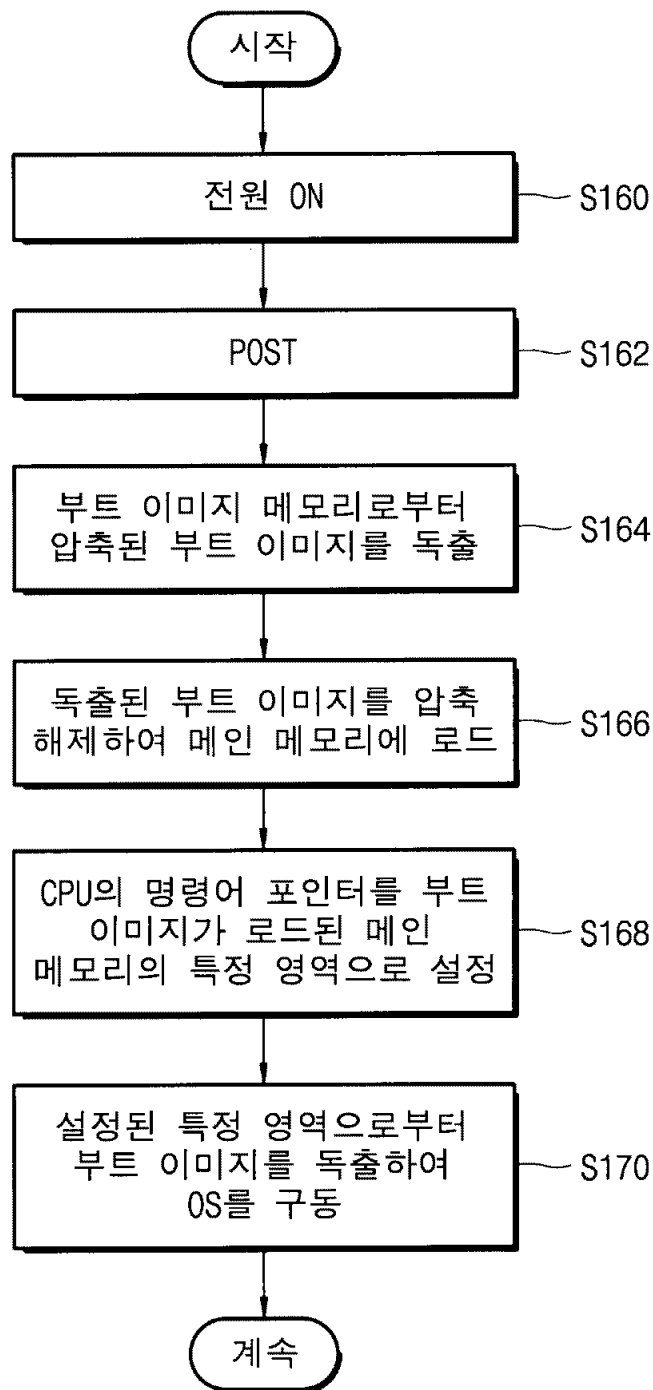 시작
전원 ON
S160
POST
S162
부트 이미지 메모리로부터
압축된 부트 이미지를 독출
S164
독출된 부트 이미지를 압축
해제하여 메인 메모리에 로드
S166
CPU의 명령어 포인터를 부트
이미지가 로드된 메인
메모리의 특정 영역으로 설정
S168
설정된 특정 영역으로부터
부트 이미지를 독출하여
OS를 구동
S170
계속